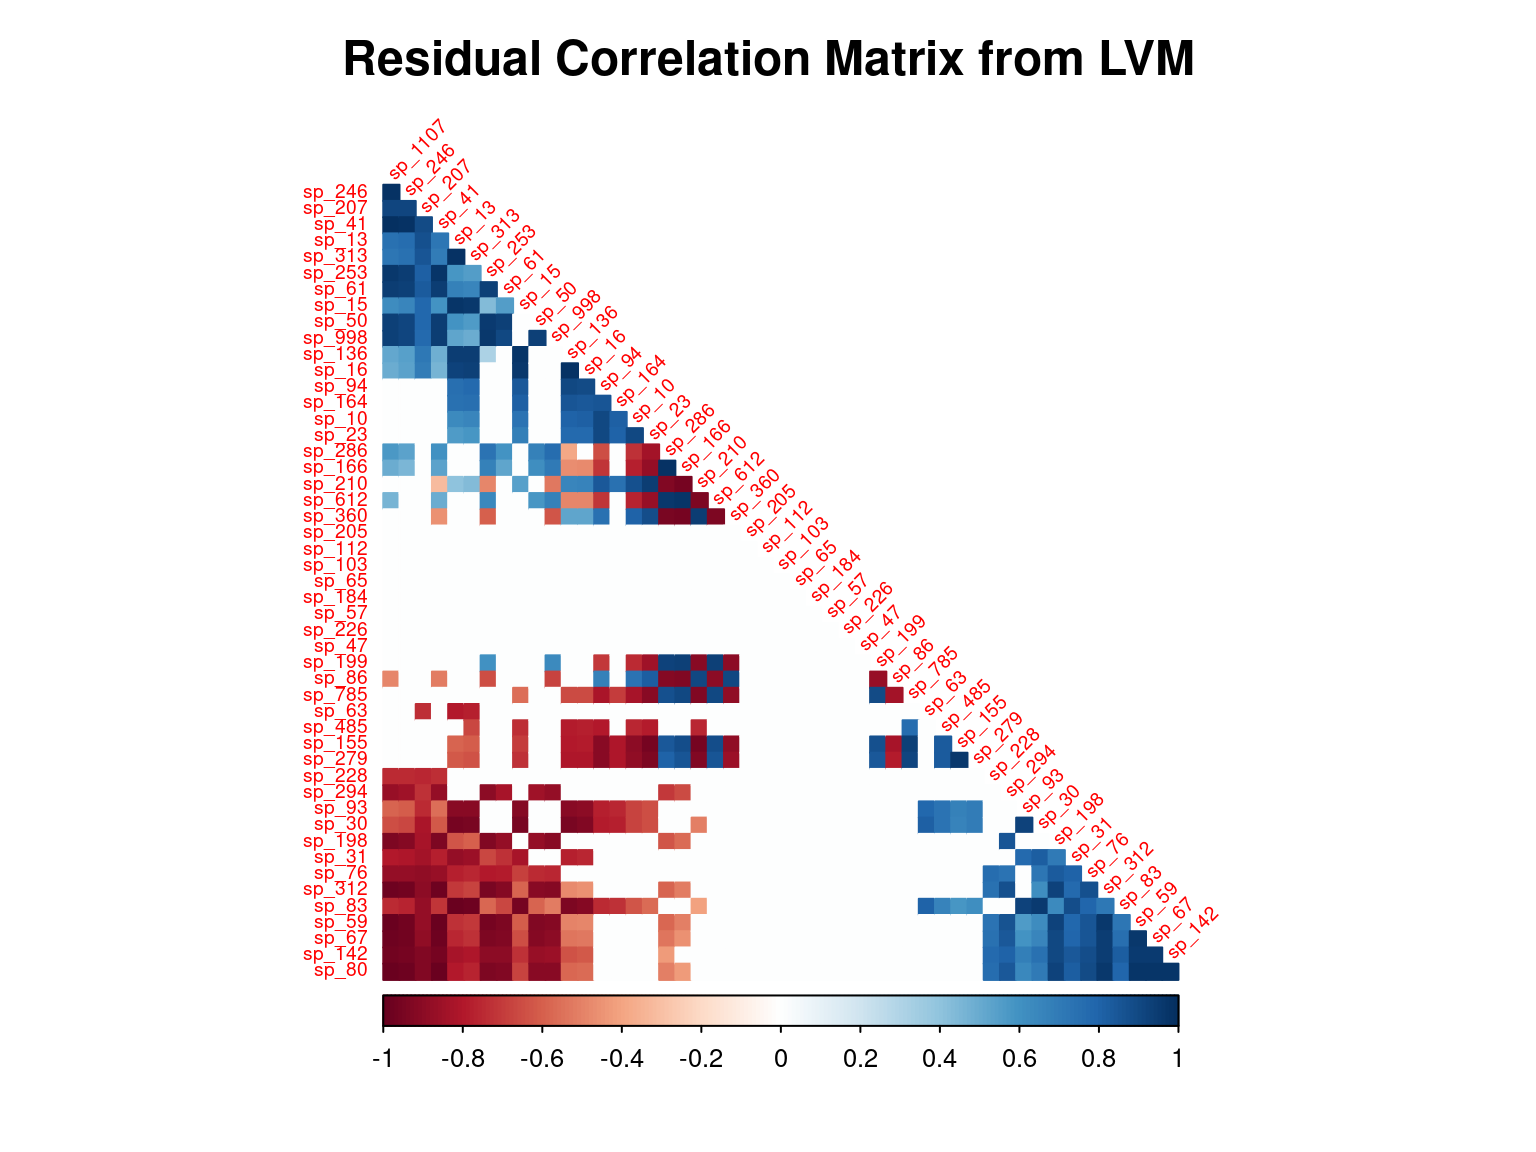 Residual Correlation Matrix from LVM
sp_1107
sp_246
sp_207
sp_41
sp_13
sp_313
sp_253
sp_61
sp_15
sp_50
sp_998
sp_136
sp_16
sp_94
sp_164
sp_10
sp_23
sp_286
sp_166
sp_210
sp_612
sp_360
sp_205
sp_112
sp_103
sp_65
sp_184
sp_57
sp_226
sp_47
sp_199
sp_86
sp_785
sp_63
sp_485
sp_155
sp_279
sp_228
sp_294
sp_93
sp_30
sp_198
sp_31
sp_76
sp_312
sp_83
sp_59
sp_67
sp_142
sp_246
sp_207
sp_41
sp_13
sp_313
sp_253
sp_61
sp_15
sp_50
sp_998
sp_136
sp_16
sp_94
sp_164
sp_10
sp_23
sp_286
sp_166
sp_210
sp_612
sp_360
sp_205
sp_112
sp_103
sp_65
sp_184
sp_57
sp_226
sp_47
sp_199
sp_86
sp_785
sp_63
sp_485
sp_155
sp_279
sp_228
sp_294
sp_93
sp_30
sp_198
sp_31
sp_76
sp_312
sp_83
sp_59
sp_67
sp_142
sp_80
-1 -0.8 -0.6 -0.4 -0.2 0 0.2 0.4 0.6 0.8 1